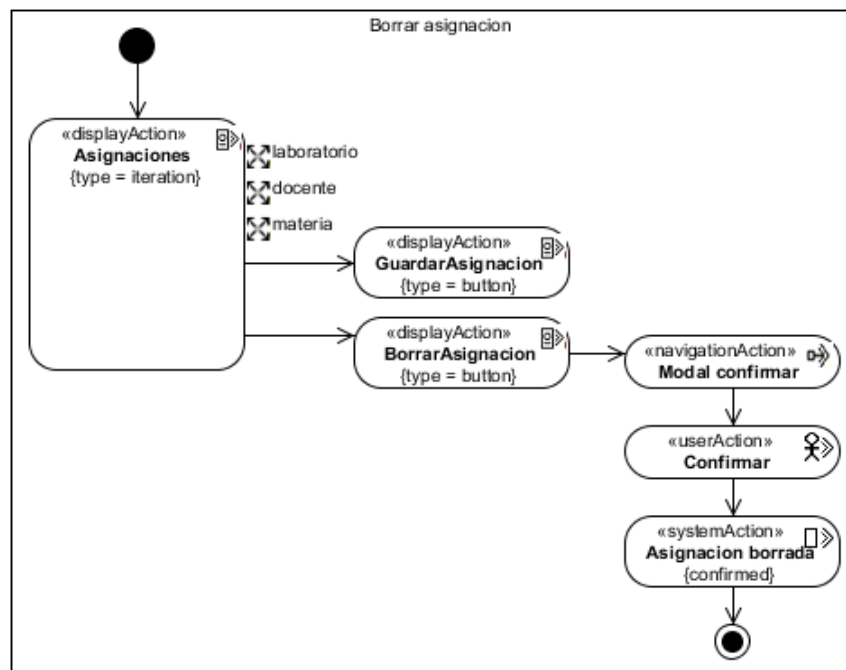 Borrar asignacion
«displayAction»
Asignaciones
{type = iteration}
laboratorio
docente
materia
«displayAction»
GuardarAsignacion
{type = button}
«displayAction»
BorrarAsignacion
{type = button}
«navigationAction»
Modal confirmar
«userAction»
Confirmar
«systemAction»
Asignacion borrada
{confirmed}